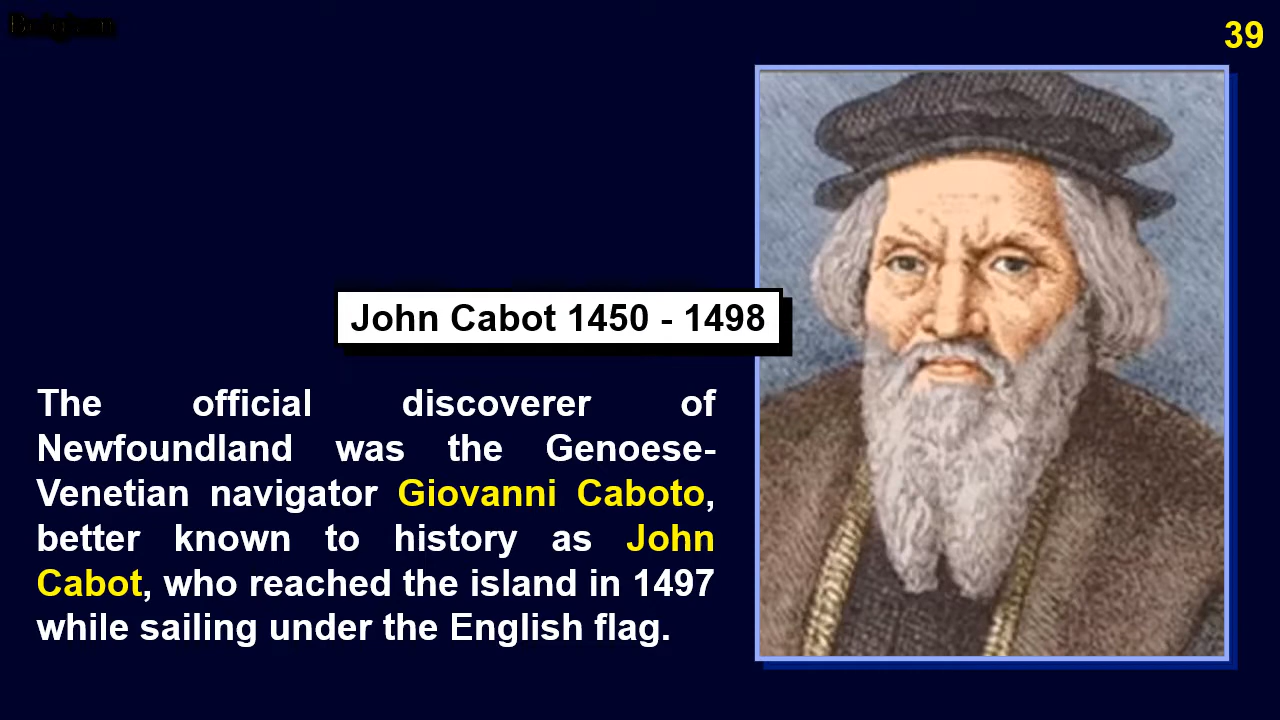 39
John Cabot 1450 - 1498
The official discoverer of
Newfoundland was the Genoese-
Venetian navigator Giovanni Caboto,
better known to history as John
Cabot, who reached the island in 1497
while sailing under the English flag.